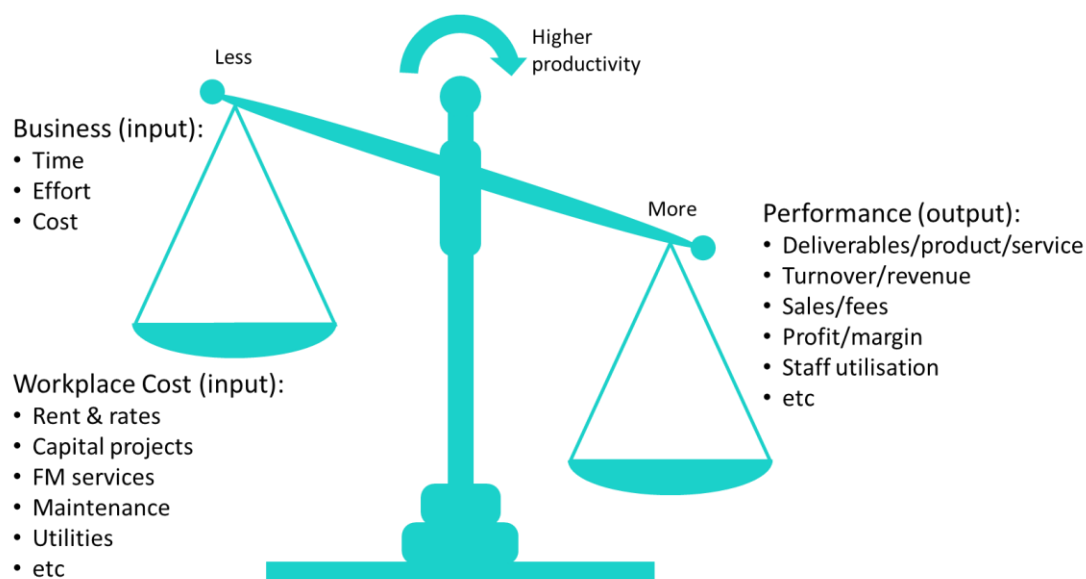 Less
Higher
productivity
Business (input):
• Time
• Effort
• Cost
More
Performance (output):
• Deliverables/product/service
• Turnover/revenue
• Sales/fees
• Profit/margin
• Staff utilisation
• etc
Workplace Cost (input):
• Rent & rates
• Capital projects
• FM services
• Maintenance
• Utilities
• etc